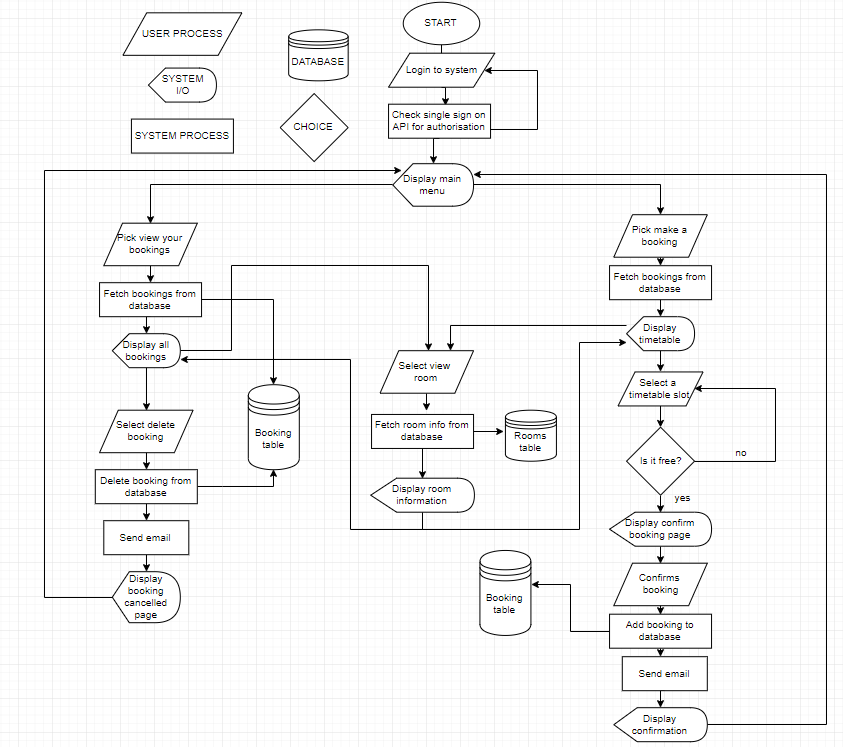 USER PROCESS
SYSTEM
I/O
SYSTEM PROCESS
DATABASE
CHOICE
START
Login to system
Check single sign on
API for authorisation
Display main
menu
Pick view your
bookings
Fetch bookings from
database
Display all
bookings
Select delete
booking
Delete booking from
database
Send email
Display
booking
cancelled
page
Booking
table
Select view
room
Fetch room info from
database
Rooms
table
Display room
information
Booking
table
Pick make a
booking
Fetch bookings from
database
Display
timetable
Select a
timetable slot
Is it free?
no
yes
Display confirm
booking page
Confirms
booking
Add booking to
database
Send email
Display
confirmation